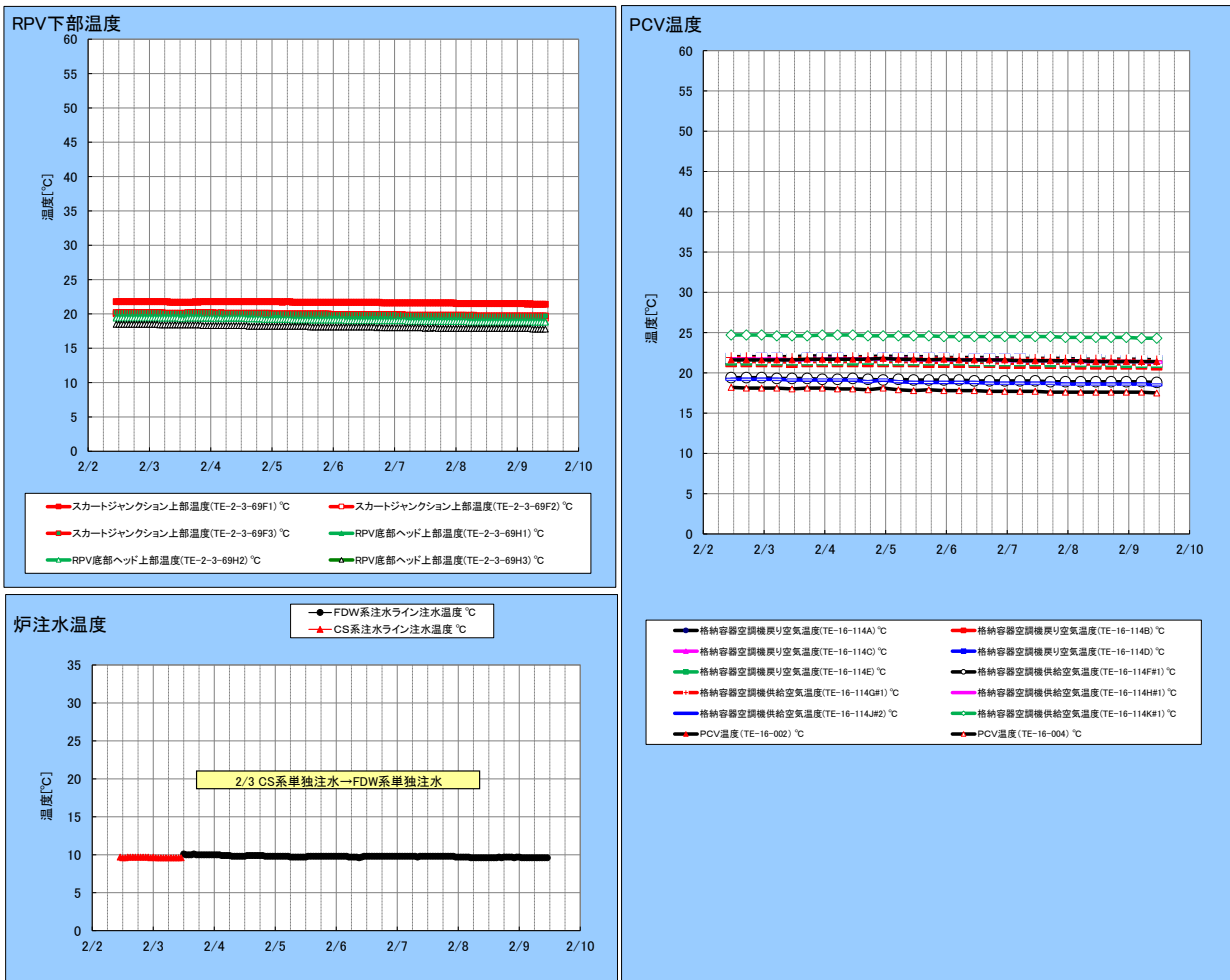 RPV下部温度
60
55
50
45
40
35
30
25
20
15
10
5
0
温度[℃]
2/2 2/3 2/4 2/5 2/6 2/7 2/8 2/9 2/10
スカートジャンクション上部温度(TE-2-3-69F1) ℃
スカートジャンクション上部温度(TE-2-3-69F2) ℃
スカートジャンクション上部温度(TE-2-3-69F3) ℃
RPV底部ヘッド上部温度(TE-2-3-69H1) ℃
RPV底部ヘッド上部温度(TE-2-3-69H2) ℃
RPV底部ヘッド上部温度(TE-2-3-69H3) ℃
炉注水温度
FDW系注水ライン注水温度 ℃
CS系注水ライン注水温度 ℃
35
30
25
20
15
10
5
0
温度[℃]
2/3 CS系単独注水→FDW系単独注水
2/2 2/3 2/4 2/5 2/6 2/7 2/8 2/9 2/10
PCV温度
60
55
50
45
40
35
30
25
20
15
10
5
0
温度[℃]
2/2 2/3 2/4 2/5 2/6 2/7 2/8 2/9 2/10
格納容器空調機戻り空気温度(TE-16-114A) ℃
格納容器空調機戻り空気温度(TE-16-114B) ℃
格納容器空調機戻り空気温度(TE-16-114C) ℃
格納容器空調機戻り空気温度(TE-16-114D) ℃
格納容器空調機戻り空気温度(TE-16-114E) ℃
格納容器空調機供給空気温度(TE-16-114F#1) ℃
格納容器空調機供給空気温度(TE-16-114G#1) ℃
格納容器空調機供給空気温度(TE-16-114H#1) ℃
格納容器空調機供給空気温度(TE-16-114J#2) ℃
格納容器空調機供給空気温度(TE-16-114K#1) ℃
PCV温度(TE-16-002) ℃
PCV温度(TE-16-004) ℃